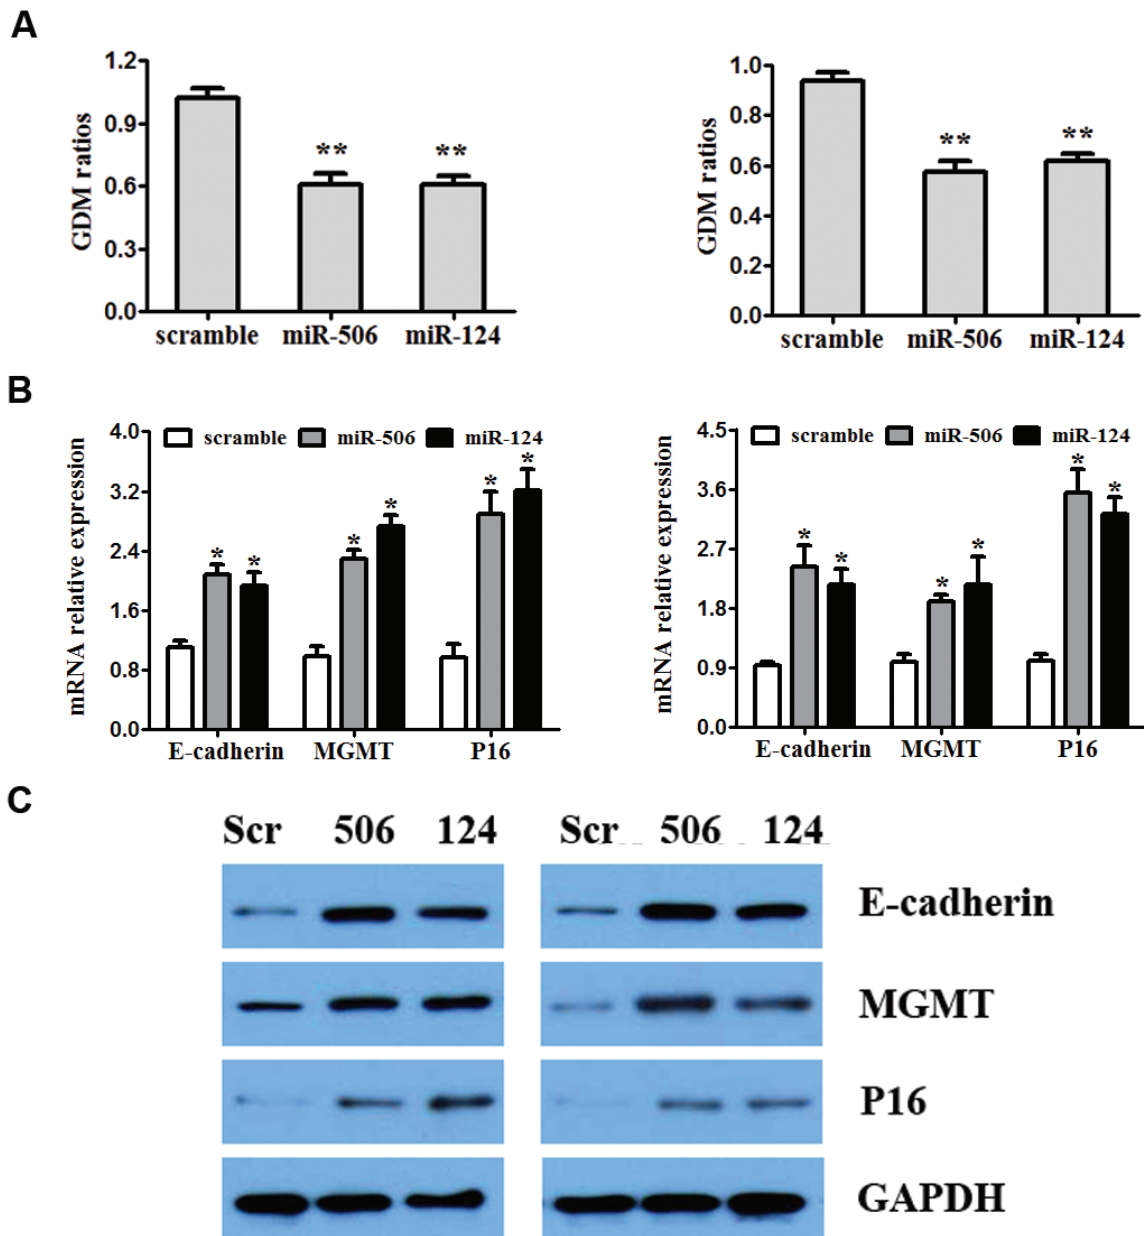 A
1.2
0.9
0.6
0.3
0.0
GDM ratios
** **
scramble miR-506 miR-124
1.0
0.8
0.6
0.4
0.2
0.0
GDM ratios
** **
scramble miR-506 miR-124
B
4.0
3.2
2.4
1.6
0.8
0.0
mRNA relative expression
scramble miR-506 miR-124
* * * * * *
E-cadherin MGMT P16
4.5
3.6
2.7
1.8
0.9
0.0
mRNA relative expression
scramble miR-506 miR-124
* * * * * *
E-cadherin MGMT P16
C
Scr 506 124 Scr 506 124
E-cadherin
MGMT
P16
GAPDH